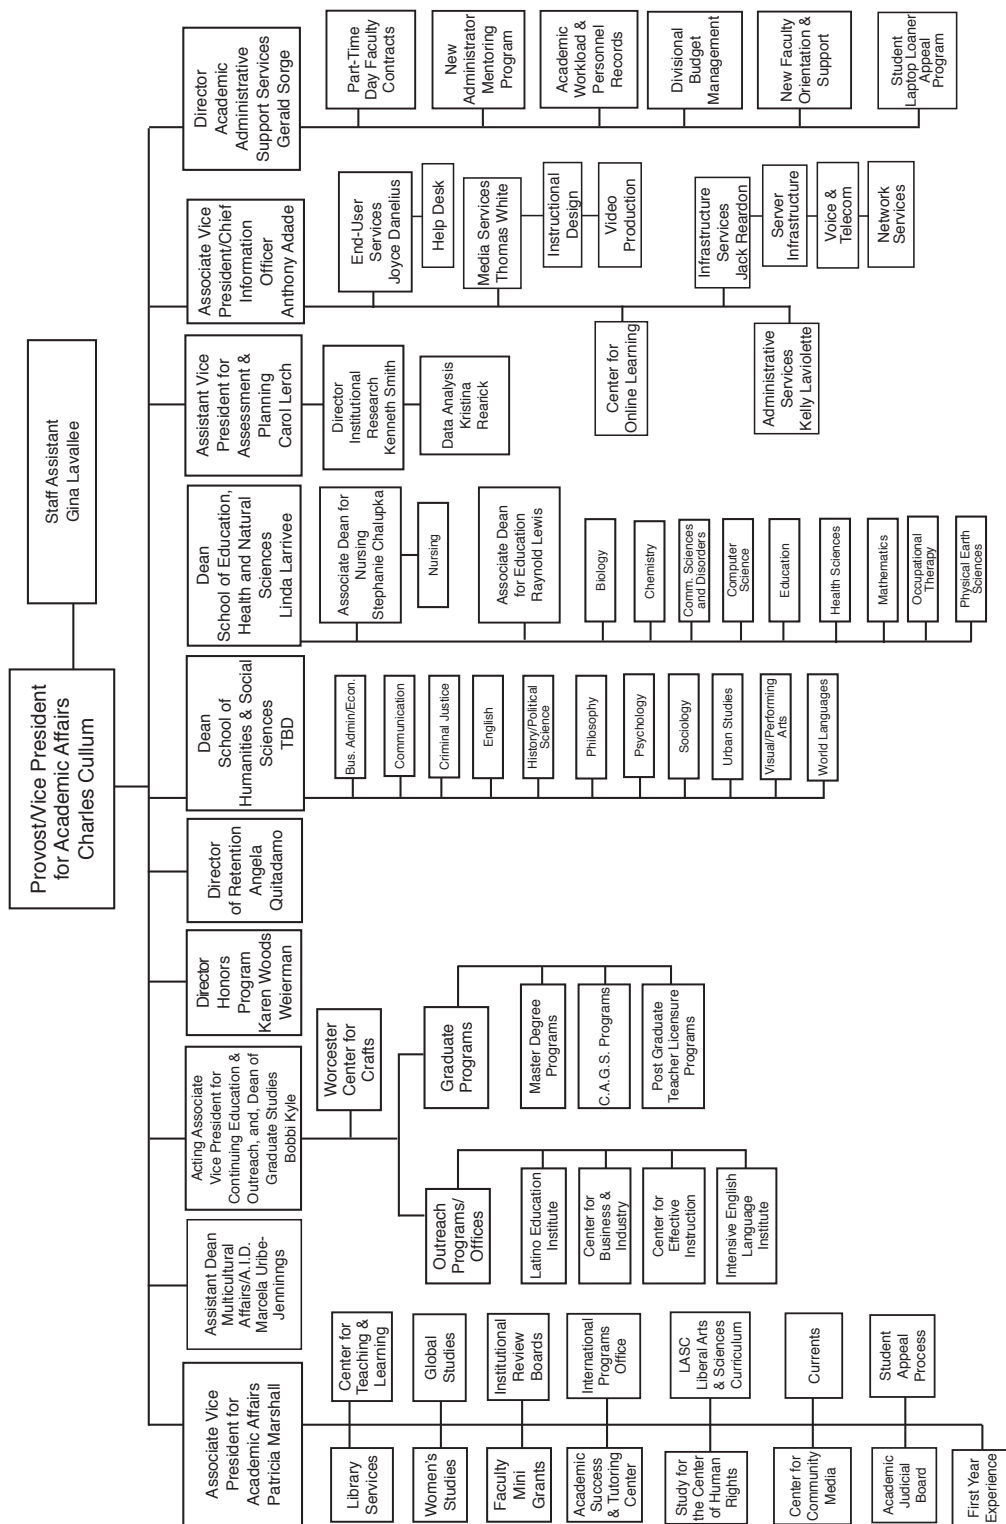 Provost/Vice President
for Academic Affairs
Charles Cullum
Staff Assistant
Gina Lavallee
Associate Vice
President for
Academic Affairs
Patricia Marshall
Library
Services
Center for
Teaching &
Learning
Women's
Studies
Global
Studies
Faculty
Mini
Grants
Institutional
Review
Boards
Academic
Success
& Tutoring
Center
International
Programs
Office
Study for
the Center
of Human
Rights
LASC
Liberal Arts
& Sciences
Curriculum
Center for
Community
Media
Currents
Academic
Judicial
Board
Student
Appeal
Process
First Year
Experience
Assistant Dean
Multicultural
Affairs/A.I.D.
Marcela Uribe-
Jennings
Acting Associate
Vice President for
Continuing Education &
Outreach, and, Dean of
Graduate Studies
Bobbi Kyle
Worcester
Center for
Crafts
Outreach
Programs/
Offices
Latino Education
Institute
Center for
Business &
Industry
Center for
Effective
Instruction
Intensive English
Language
Institute
Graduate
Programs
Master Degree
Programs
C.A.G.S. Programs
Post Graduate
Teacher Licensure
Programs
Director
Honors
Program
Karen Woods
Weierman
Director
of Retention
Angela
Quitadamo
Dean
School of
Humanities & Social
Sciences
TBD
Bus. Admin/Econ.
Communication
Criminal Justice
English
History/Political
Science
Philosophy
Psychology
Sociology
Urban Studies
Visual/Performing
Arts
World Languages
Dean
School of Education,
Health and Natural
Sciences
Linda Larrivee
Associate Dean for
Nursing
Stephanie Chalupka
Nursing
Associate Dean
for Education
Raynold Lewis
Biology
Chemistry
Comm. Sciences
and Disorders
Computer
Science
Education
Health Sciences
Mathematics
Occupational
Therapy
Physical Earth
Sciences
Assistant Vice
President for
Assessment &
Planning
Carol Lerch
Director
Institutional
Research
Kenneth Smith
Data Analysis
Kristina
Rearick
Associate Vice
President/Chief
Information
Officer
Anthony Adade
End-User
Services
Joyce Danelius
Help Desk
Media Services
Thomas White
Instructional
Design
Video
Production
Center for
Online Learning
Infrastructure
Services
Jack Reardon
Server
Infrastructure
Voice &
Telecom
Network
Services
Administrative
Services
Kelly Laviolette
Director
Academic
Administrative
Support Services
Gerald Sorge
Part-Time
Day Faculty
Contracts
New
Administrator
Mentoring
Program
Academic
Workload &
Personnel
Records
Divisional
Budget
Management
New Faculty
Orientation &
Support
Student
Laptop Loaner
Appeal
Program